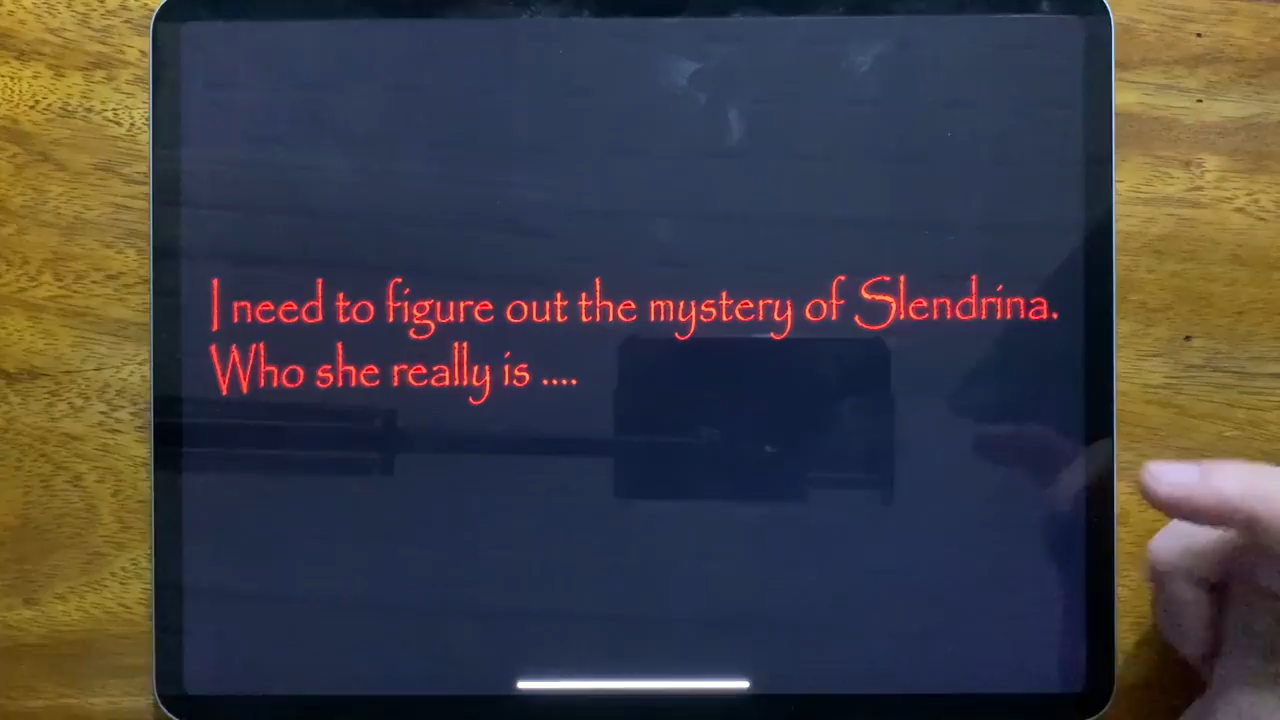 I need to figure out the mystery of Slendrina.
Who she really is ....